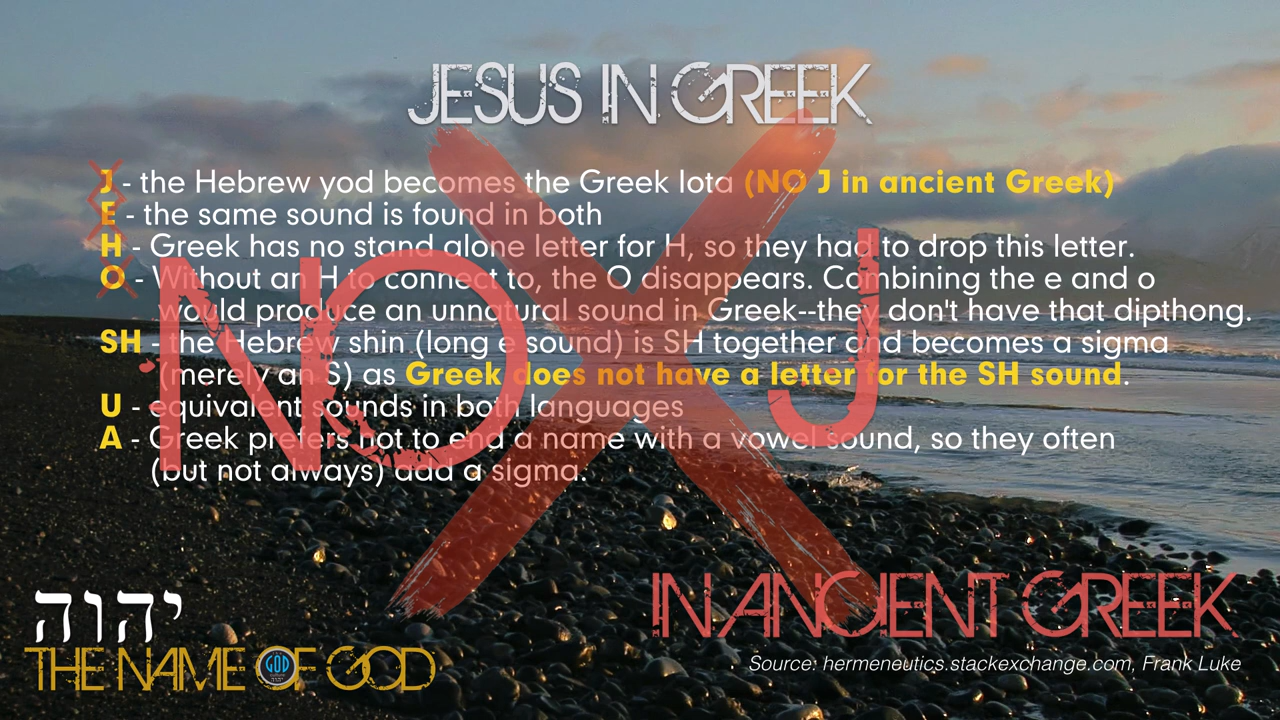 JESUS IN GREEK
J - the Hebrew yod becomes the Greek Iota (NO J in ancient Greek)
E - the same sound is found in both
H - Greek has no stand alone letter for H, so they had to drop this letter.
O - Without an H to connect to, the O disappears. Combining the e and o
would produce an unnatural sound in Greek--they don't have that dipthong.
SH - the Hebrew shin (long e sound) is SH together and becomes a sigma
(merely an S) as Greek does not have a letter for the SH sound.
U - equivalent sounds in both languages
A - Greek prefers not to end a name with a vowel sound, so they often
(but not always) add a sigma.
NO J
IN ANCIENT GREEK
יהוה
THE NAME OF GOD
GOD
Source: hermeneutics.stackexchange.com, Frank Luke